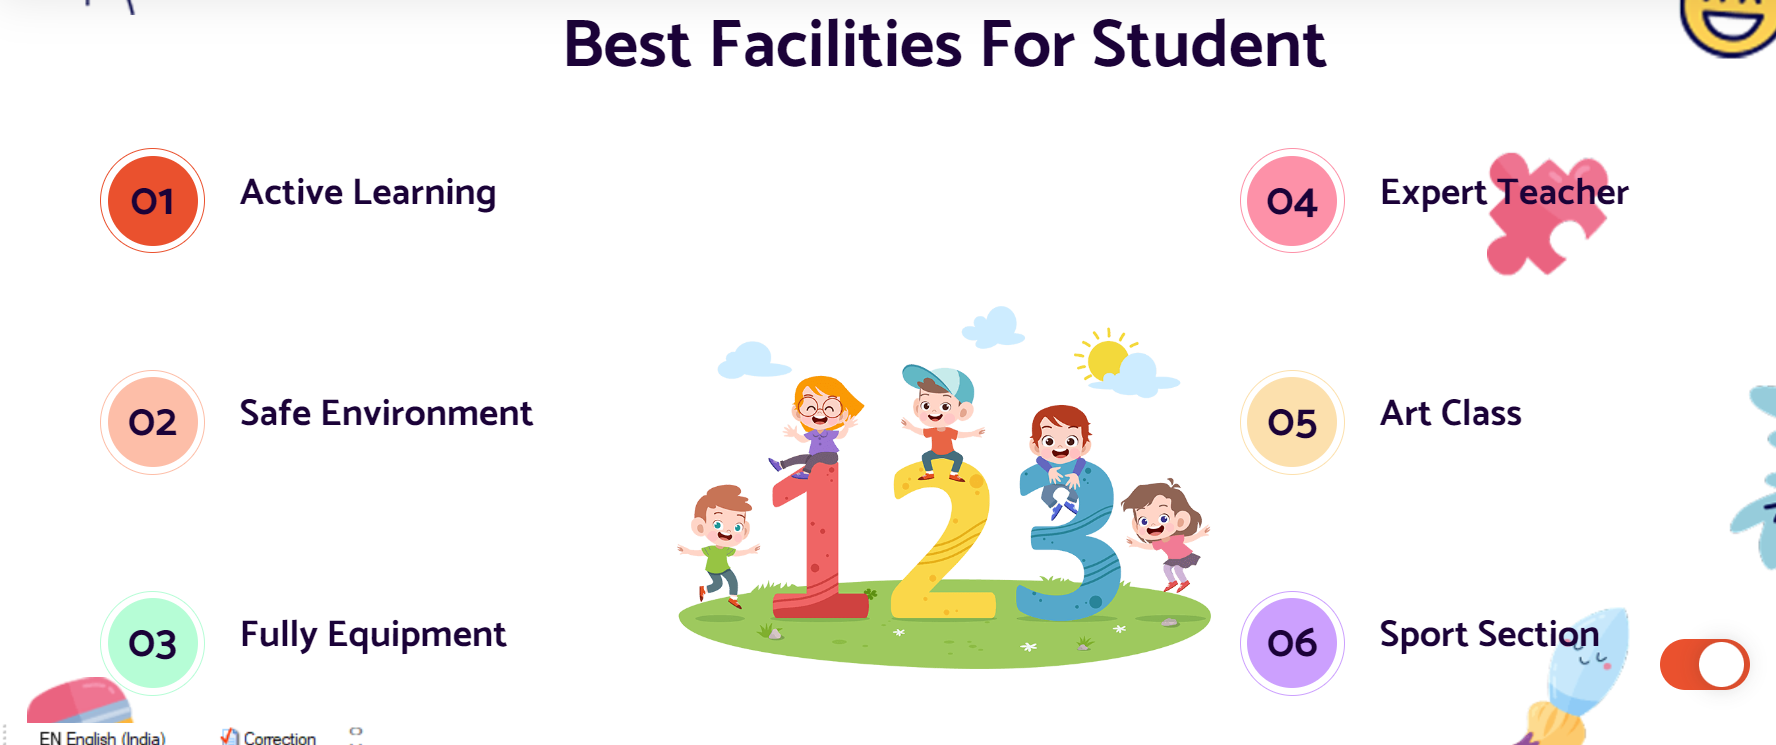 Best Facilities For Student
01
Active Learning
02
Safe Environment
03
Fully Equipment
1 2 3
04
Expert Teacher
05
Art Class
06
Sport Section
EN English (India)
Correction